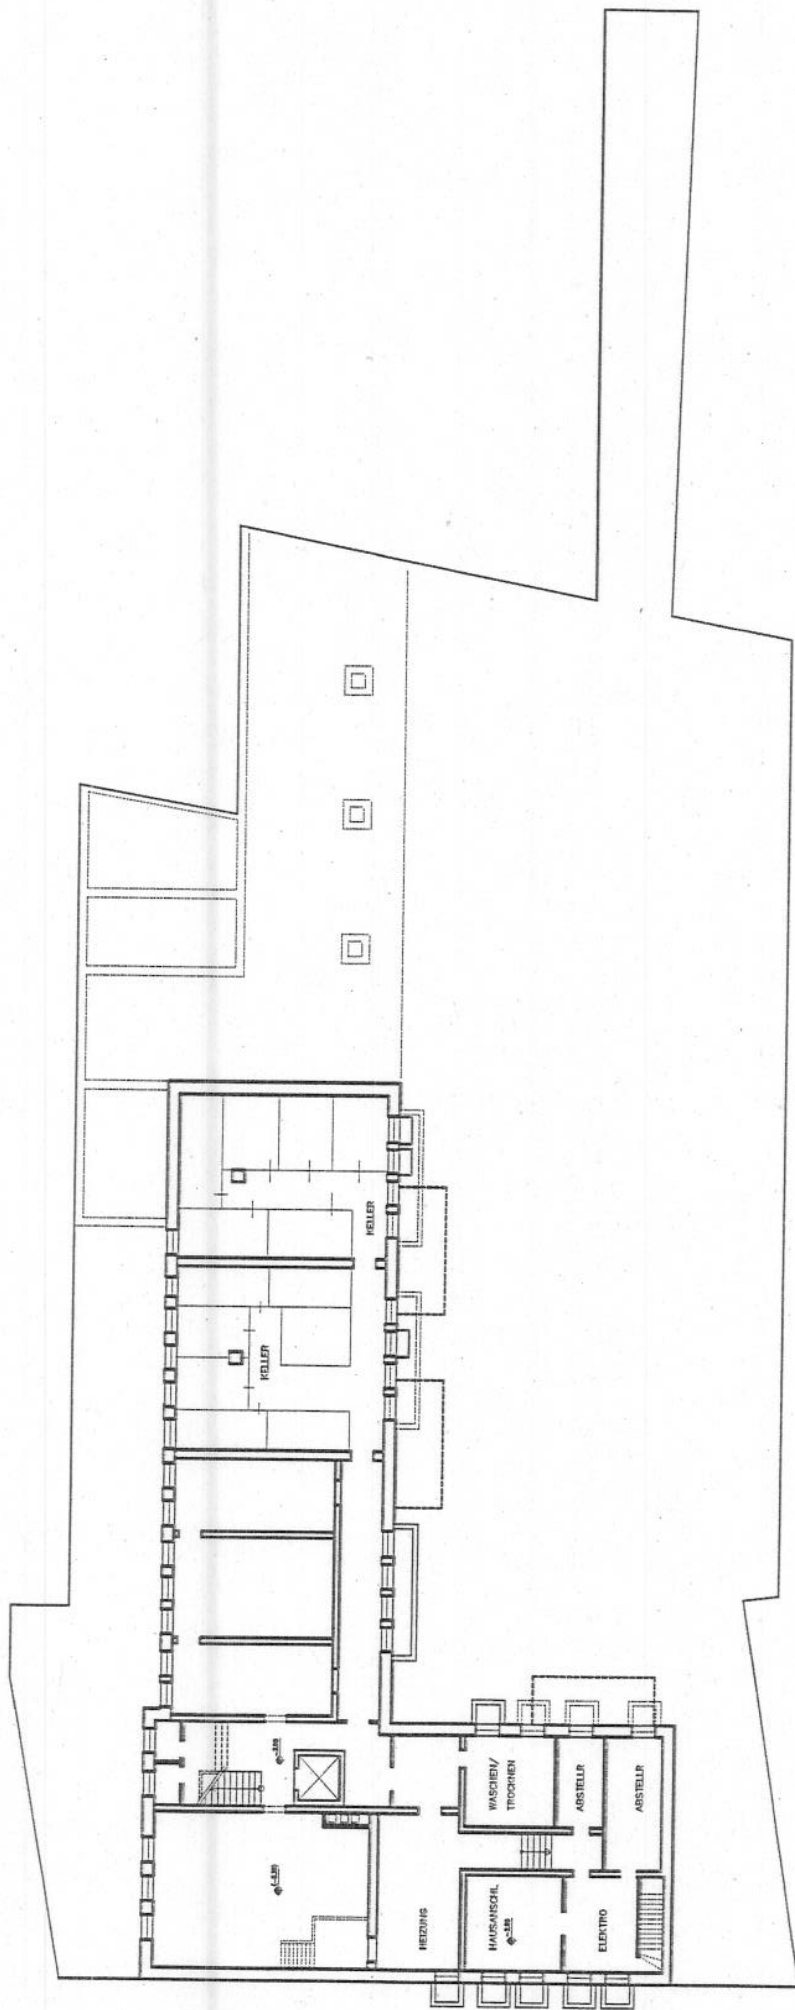 KELLER
KELLER
WASCHEN/
TROCKNEN
ABSTELLR
ABSTELLR
HEIZUNG
HAUSANSCHL.
ELEKTRO